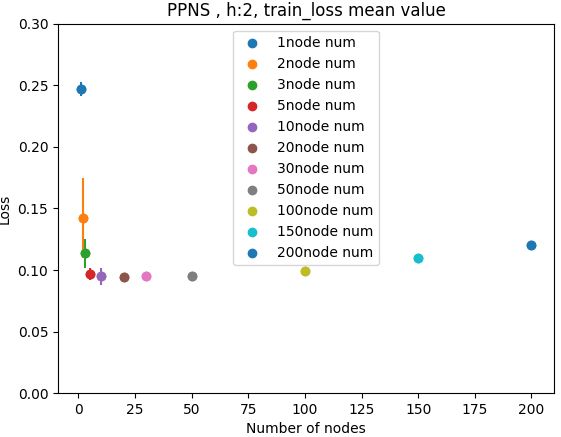 PPNS , h:2, train_loss mean value
0.30
0.25
0.20
0.15
0.10
0.05
0.00
Loss
1node num
2node num
3node num
5node num
10node num
20node num
30node num
50node num
100node num
150node num
200node num
0 25 50 75 100 125 150 175 200
Number of nodes